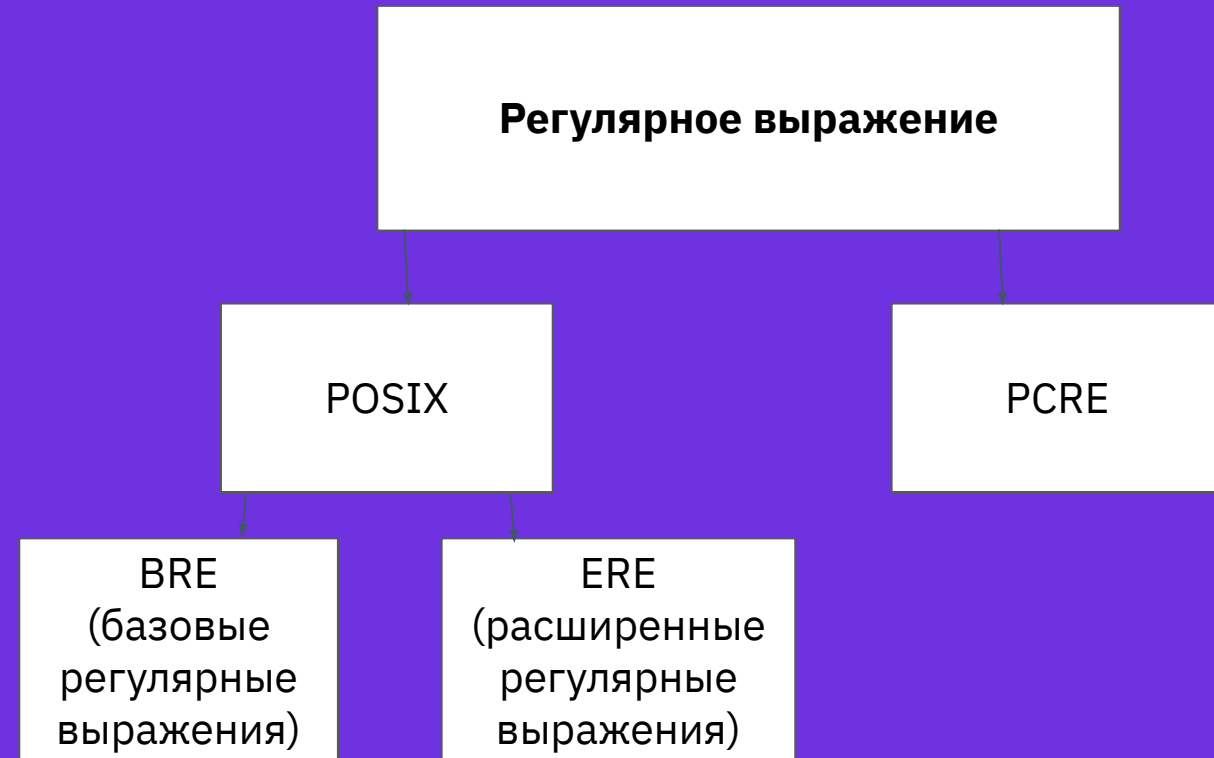 Регулярное выражение
POSIX
PCRE
BRE
(базовые
регулярные
выражения)
ERE
(расширенные
регулярные
выражения)